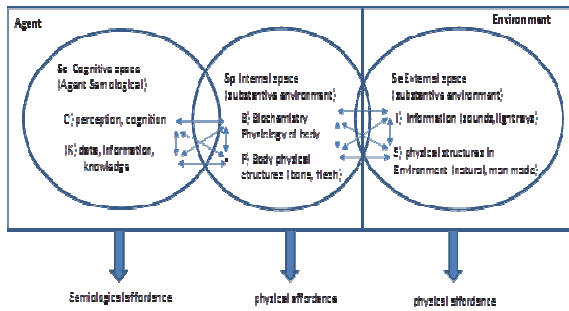 Agent
Environment
Sc Cognitive space
(Agent Semological)
Sp Internal space
(substantive environment)
Se External space
(substantive environment)
C) perception, cognition
B) Biochemistry
Physiology of body
I) Information (sounds, lightrays)
(K) data, information,
knowledge
P) Body physical
structures (bone, flesh)
S) physical structures in
Environment (natural, man made)
Semiological affordance
physical affordance
physical affordance